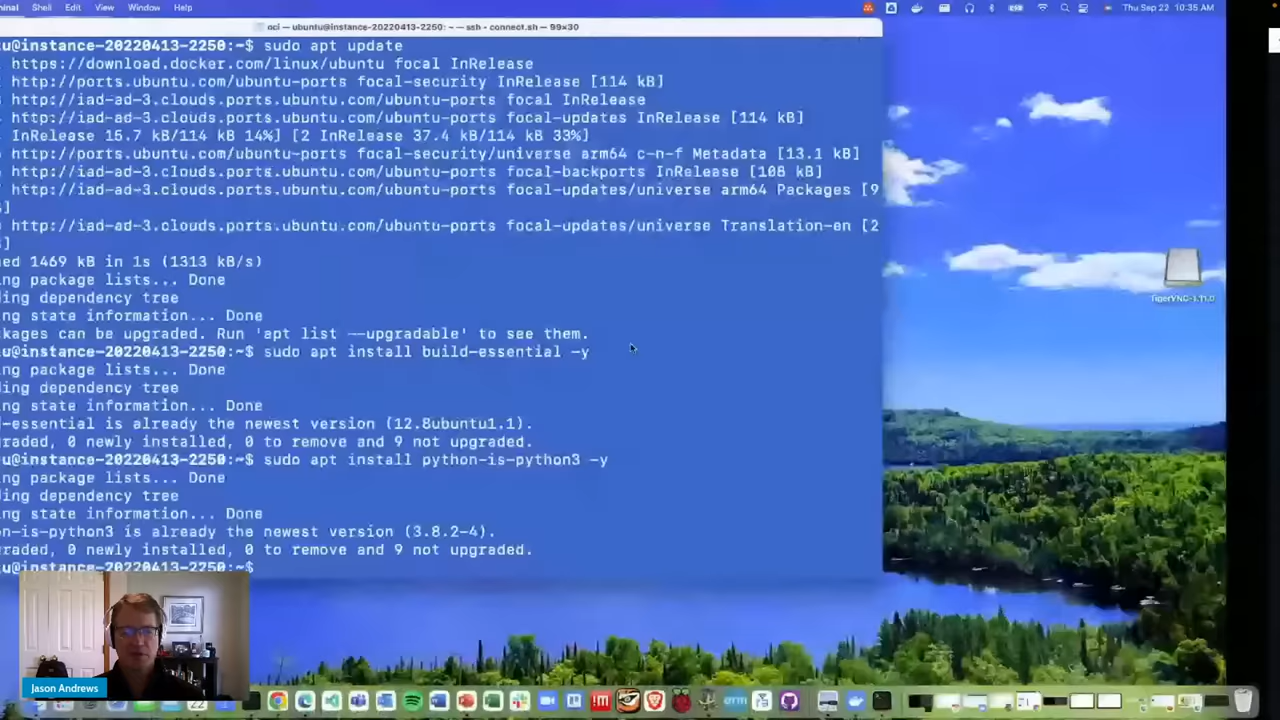 minal Shell Edit View Window Help Thu Sep 22 10:35 AM
oci — ubuntu@instance-20220413-2250: ~ — ssh - connect.sh — 99×30
u@instance-20220413-2250:~$ sudo apt update
https://download.docker.com/linux/ubuntu focal InRelease
http://ports.ubuntu.com/ubuntu-ports focal-security InRelease [114 kB]
http://iad-ad-3.clouds.ports.ubuntu.com/ubuntu-ports focal InRelease
http://iad-ad-3.clouds.ports.ubuntu.com/ubuntu-ports focal-updates InRelease [114 kB]
InRelease 15.7 kB/114 kB 14%] [2 InRelease 37.4 kB/114 kB 33%]
http://ports.ubuntu.com/ubuntu-ports focal-security/universe arm64 c-n-f Metadata [13.1 kB]
http://iad-ad-3.clouds.ports.ubuntu.com/ubuntu-ports focal-backports InRelease [108 kB]
http://iad-ad-3.clouds.ports.ubuntu.com/ubuntu-ports focal-updates/universe arm64 Packages [9
]
http://iad-ad-3.clouds.ports.ubuntu.com/ubuntu-ports focal-updates/universe Translation-en [2
]
ed 1469 kB in 1s (1313 kB/s)
ing package lists... Done
ding dependency tree
ng state information... Done
ckages can be upgraded. Run 'apt list --upgradable' to see them.
u@instance-20220413-2250:~$ sudo apt install build-essential -y
ing package lists... Done
ding dependency tree
ng state information... Done
d-essential is already the newest version (12.8ubuntu1.1).
graded, 0 newly installed, 0 to remove and 9 not upgraded.
u@instance-20220413-2250:~$ sudo apt install python-is-python3 -y
ing package lists... Done
ding dependency tree
ng state information... Done
on-is-python3 is already the newest version (3.8.2-4).
graded, 0 newly installed, 0 to remove and 9 not upgraded.
u@instance-20220413-2250:~$
TigerVNC-1.11.0
Jason Andrews
22
arm